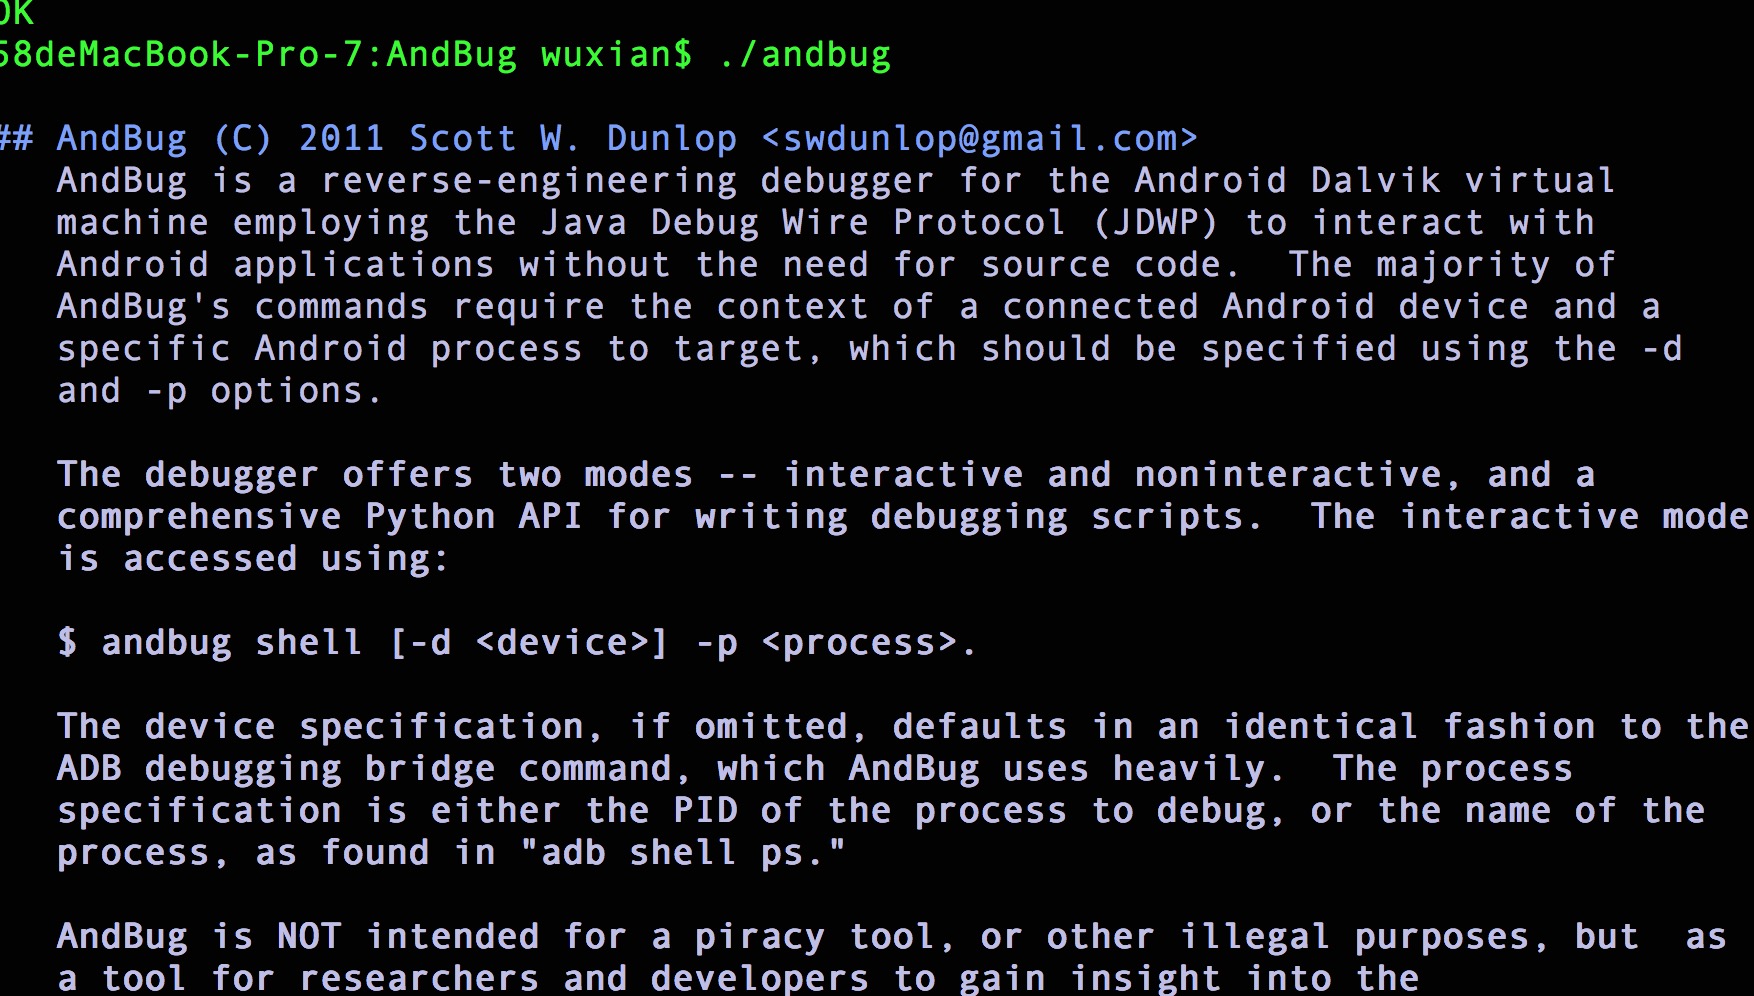 OK
58deMacBook-Pro-7:AndBug wuxian$ ./andbug
## AndBug (C) 2011 Scott W. Dunlop <swdunlop@gmail.com>
AndBug is a reverse-engineering debugger for the Android Dalvik virtual
machine employing the Java Debug Wire Protocol (JDWP) to interact with
Android applications without the need for source code.  The majority of
AndBug's commands require the context of a connected Android device and a
specific Android process to target, which should be specified using the -d
and -p options.
The debugger offers two modes -- interactive and noninteractive, and a
comprehensive Python API for writing debugging scripts.  The interactive mode
is accessed using:
$ andbug shell [-d <device>] -p <process>.
The device specification, if omitted, defaults in an identical fashion to the
ADB debugging bridge command, which AndBug uses heavily.  The process
specification is either the PID of the process to debug, or the name of the
process, as found in "adb shell ps."
AndBug is NOT intended for a piracy tool, or other illegal purposes, but  as
a tool for researchers and developers to gain insight into the